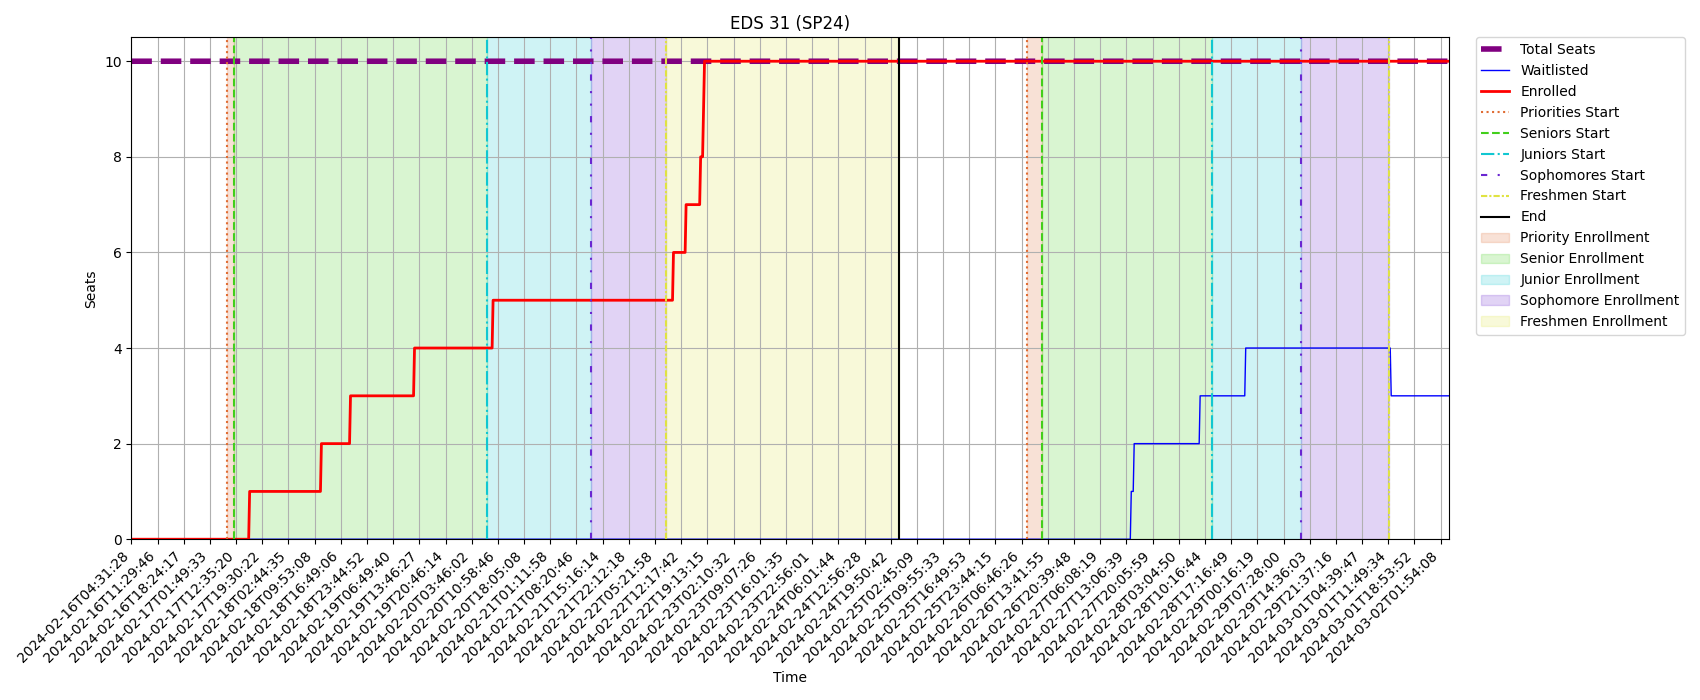 EDS 31 (SP24)
Seats
10
8
6
4
2
0
2024-02-16T04:31:28
2024-02-16T11:29:46
2024-02-16T18:24:17
2024-02-17T01:49:33
2024-02-17T12:35:20
2024-02-17T19:30:22
2024-02-18T02:44:35
2024-02-18T09:53:08
2024-02-18T16:49:06
2024-02-18T23:44:52
2024-02-19T06:49:40
2024-02-19T13:46:27
2024-02-19T20:46:14
2024-02-20T03:46:02
2024-02-20T10:58:46
2024-02-20T18:05:08
2024-02-21T01:11:58
2024-02-21T08:20:46
2024-02-21T15:16:14
2024-02-21T22:12:18
2024-02-22T05:21:58
2024-02-22T12:17:42
2024-02-22T19:13:15
2024-02-23T02:10:32
2024-02-23T09:07:26
2024-02-23T16:01:35
2024-02-23T22:56:01
2024-02-24T06:01:44
2024-02-24T12:56:28
2024-02-24T19:50:42
2024-02-25T02:45:09
2024-02-25T09:55:33
2024-02-25T16:49:53
2024-02-25T23:44:15
2024-02-26T06:46:26
2024-02-26T13:41:55
2024-02-26T20:39:48
2024-02-27T06:08:19
2024-02-27T13:06:39
2024-02-27T20:05:59
2024-02-28T03:04:50
2024-02-28T10:16:44
2024-02-28T17:16:49
2024-02-29T00:16:19
2024-02-29T07:28:00
2024-02-29T14:36:03
2024-02-29T21:37:16
2024-03-01T04:39:47
2024-03-01T11:49:34
2024-03-01T18:53:52
2024-03-02T01:54:08
Time
Total Seats
Waitlisted
Enrolled
Priorities Start
Seniors Start
Juniors Start
Sophomores Start
Freshmen Start
End
Priority Enrollment
Senior Enrollment
Junior Enrollment
Sophomore Enrollment
Freshmen Enrollment